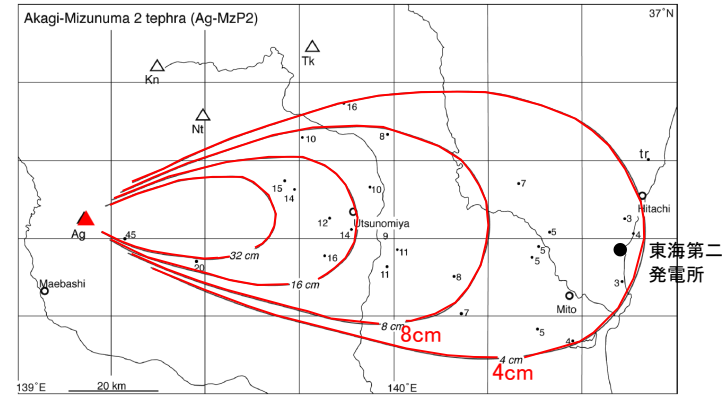 Akagi-Mizunuma 2 tephra (Ag-MzP2)
37°N
Tk
Kn
16
Nt
10
8
tr.
15
14
10
7
Hitachi
12
Utsunomiya
3
Ag
45
14
9
5
4
32 cm
16
11
5
5
東海第二
発電所
20
11
8
3
Maebashi
16 cm
Mito
7
8 cm
8cm
5
4
4 cm
4cm
139°E
20 km
140°E